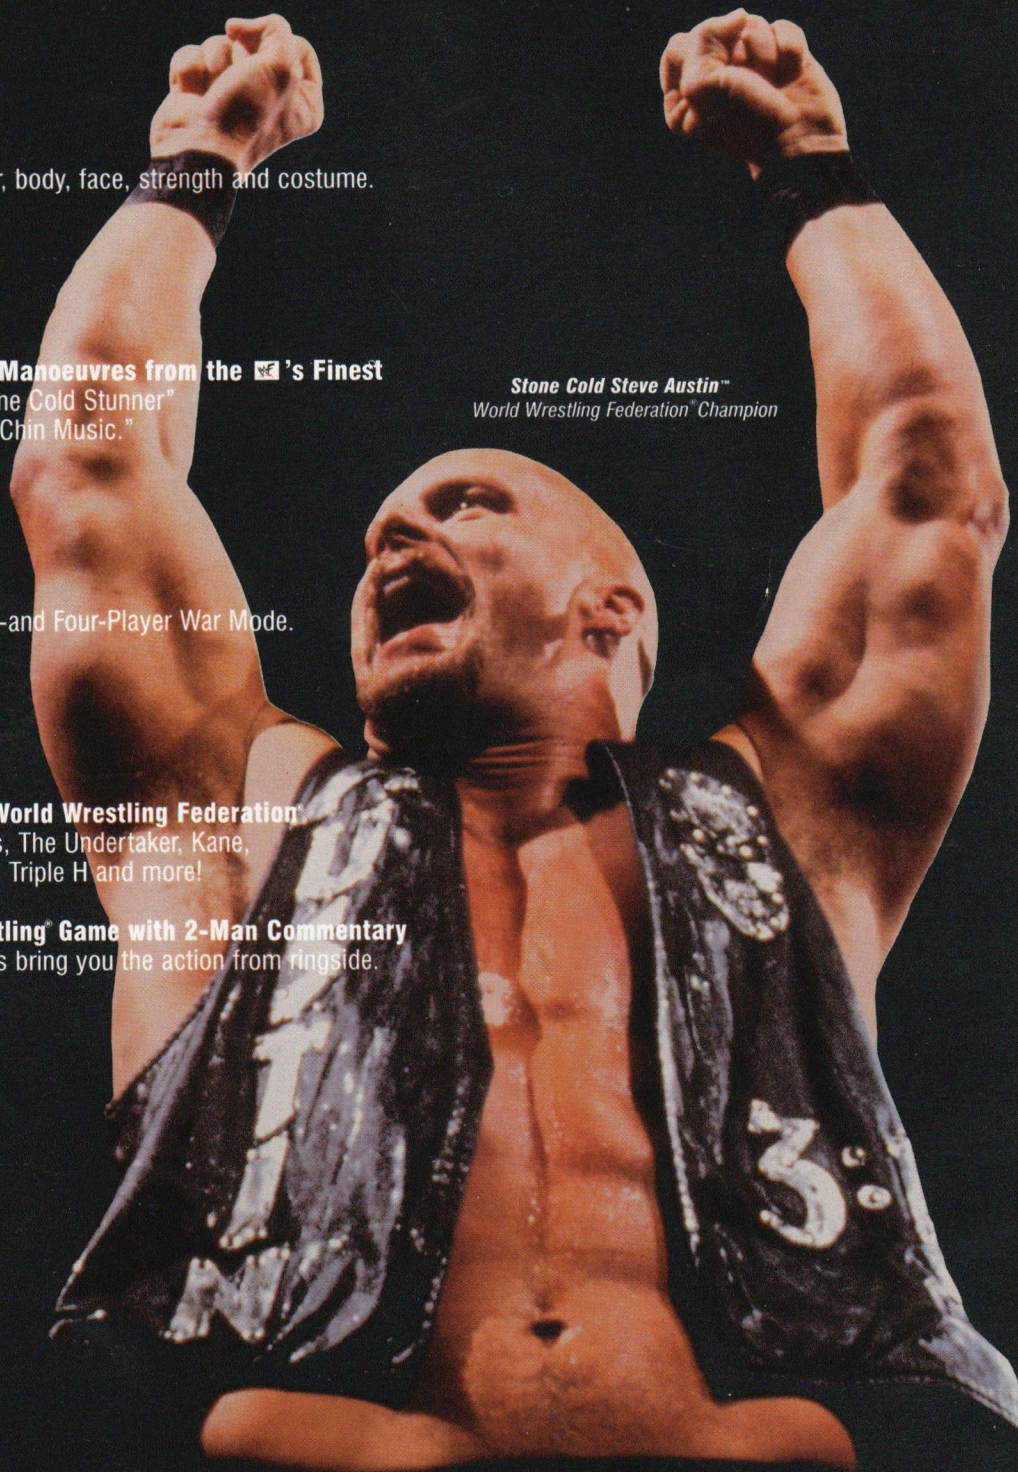 , body, face, strength and costume.
Manoeuvres from the WF 's Finest
ne Cold Stunner”
Chin Music.”
Stone Cold Steve Austin™
World Wrestling Federation® Champion
-and Four-Player War Mode.
World Wrestling Federation®
s, The Undertaker, Kane,
Triple H and more!
tling® Game with 2-Man Commentary
s bring you the action from ringside.
U
T
I
N
3: